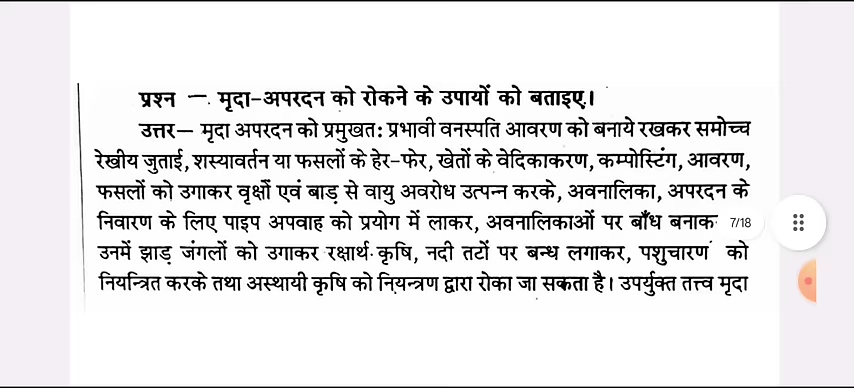 प्रश्न — मृदा-अपरदन को रोकने के उपायों को बताइए।
उत्तर— मृदा अपरदन को प्रमुखत: प्रभावी वनस्पति आवरण को बनाये रखकर समोच्च
रेखीय जुताई, शस्यावर्तन या फसलों के हेर-फेर, खेतों के वेदिकाकरण, कम्पोस्टिंग, आवरण,
फसलों को उगाकर वृक्षों एवं बाड़ से वायु अवरोध उत्पन्न करके, अवनालिका, अपरदन के
निवारण के लिए पाइप अपवाह को प्रयोग में लाकर, अवनालिकाओं पर बाँध बनाक 7/18
उनमें झाड़ जंगलों को उगाकर रक्षार्थ कृषि, नदी तटों पर बन्ध लगाकर, पशुचारण को
नियन्त्रित करके तथा अस्थायी कृषि को नियन्त्रण द्वारा रोका जा सकता है। उपर्युक्त तत्त्व मृदा